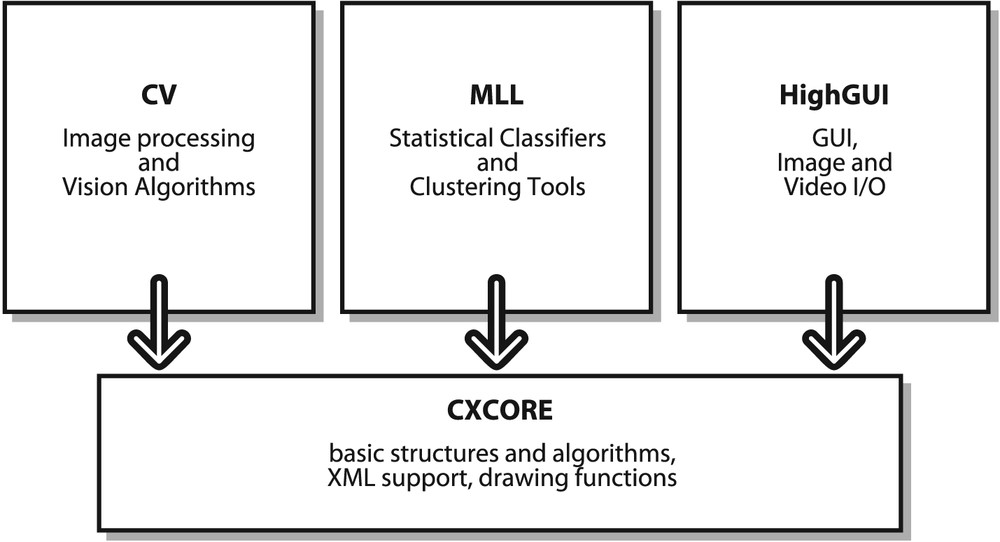 CV
Image processing
and
Vision Algorithms
MLL
Statistical Classifiers
and
Clustering Tools
HighGUI
GUI,
Image and
Video I/O
CXCORE
basic structures and algorithms,
XML support, drawing functions